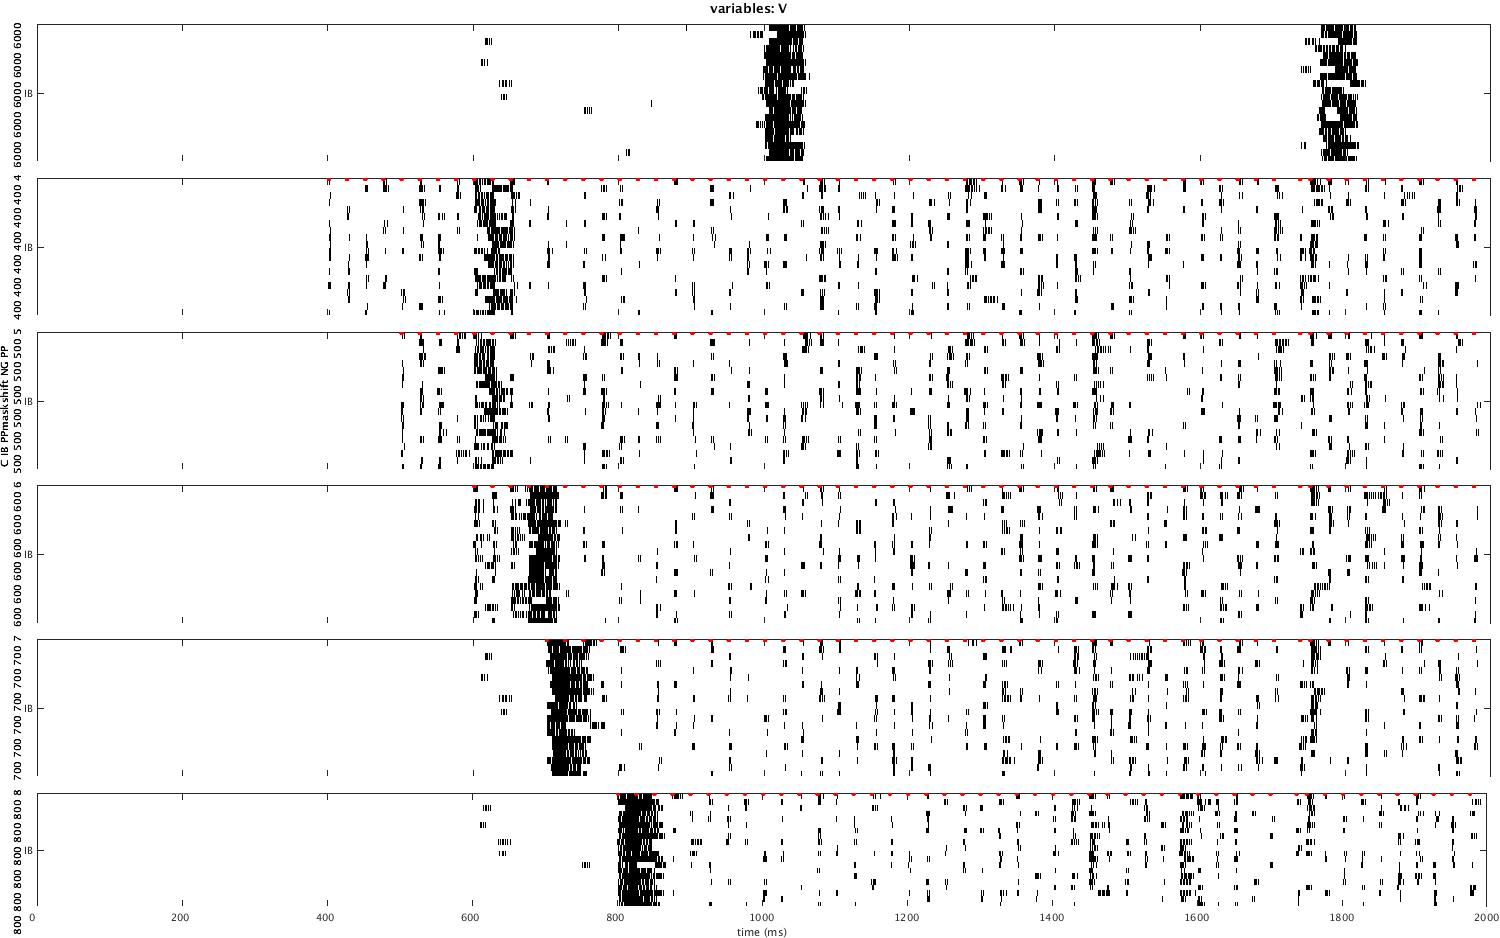 variables: V
6000 6000 6000 6000 6000
IB
400 400 400 400 400 4
IB
500 500 500 500 500 5
IB
C IB PPmaskshift NG PP
600 600 600 600 600 6
IB
700 700 700 700 700 7
IB
800 800 800 800 800 8
IB
0 200 400 600 800 1000 1200 1400 1600 1800 2000
time (ms)